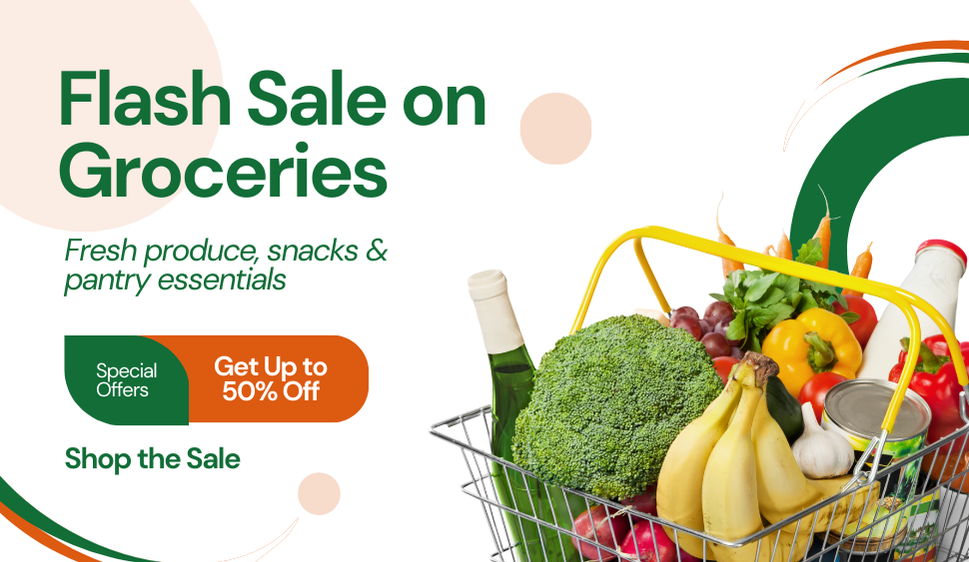 Flash Sale on
Groceries
Fresh produce, snacks &
pantry essentials
Special
Offers
Get Up to
50% Off
Shop the Sale